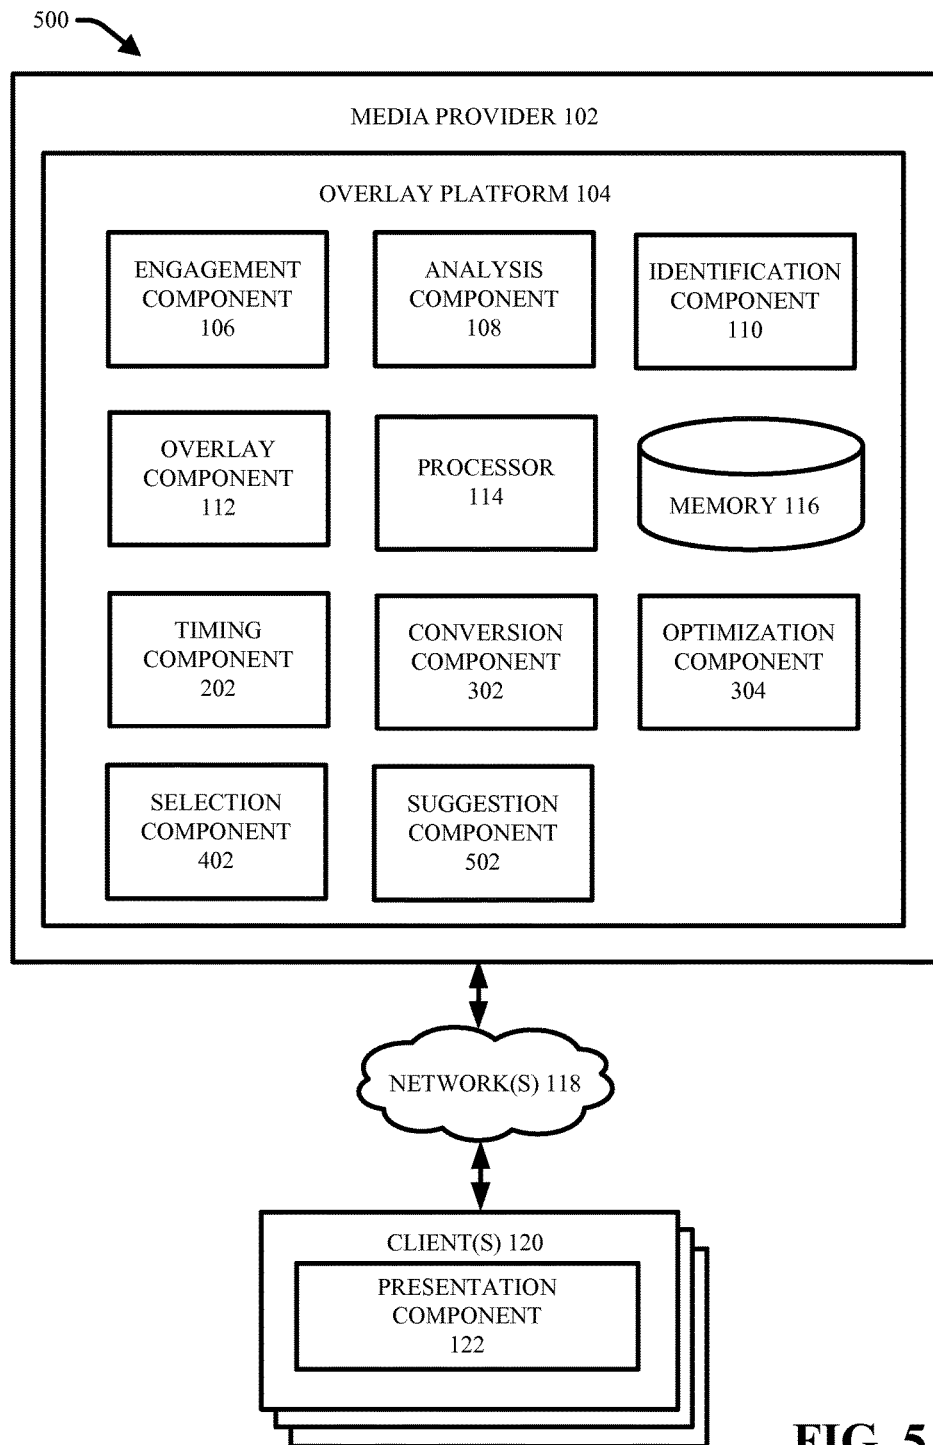 500
MEDIA PROVIDER 102
OVERLAY PLATFORM 104
ENGAGEMENT
COMPONENT
106
ANALYSIS
COMPONENT
108
IDENTIFICATION
COMPONENT
110
OVERLAY
COMPONENT
112
PROCESSOR
114
MEMORY 116
TIMING
COMPONENT
202
CONVERSION
COMPONENT
302
OPTIMIZATION
COMPONENT
304
SELECTION
COMPONENT
402
SUGGESTION
COMPONENT
502
NETWORK(S) 118
CLIENT(S) 120
PRESENTATION
COMPONENT
122
FIG. 5